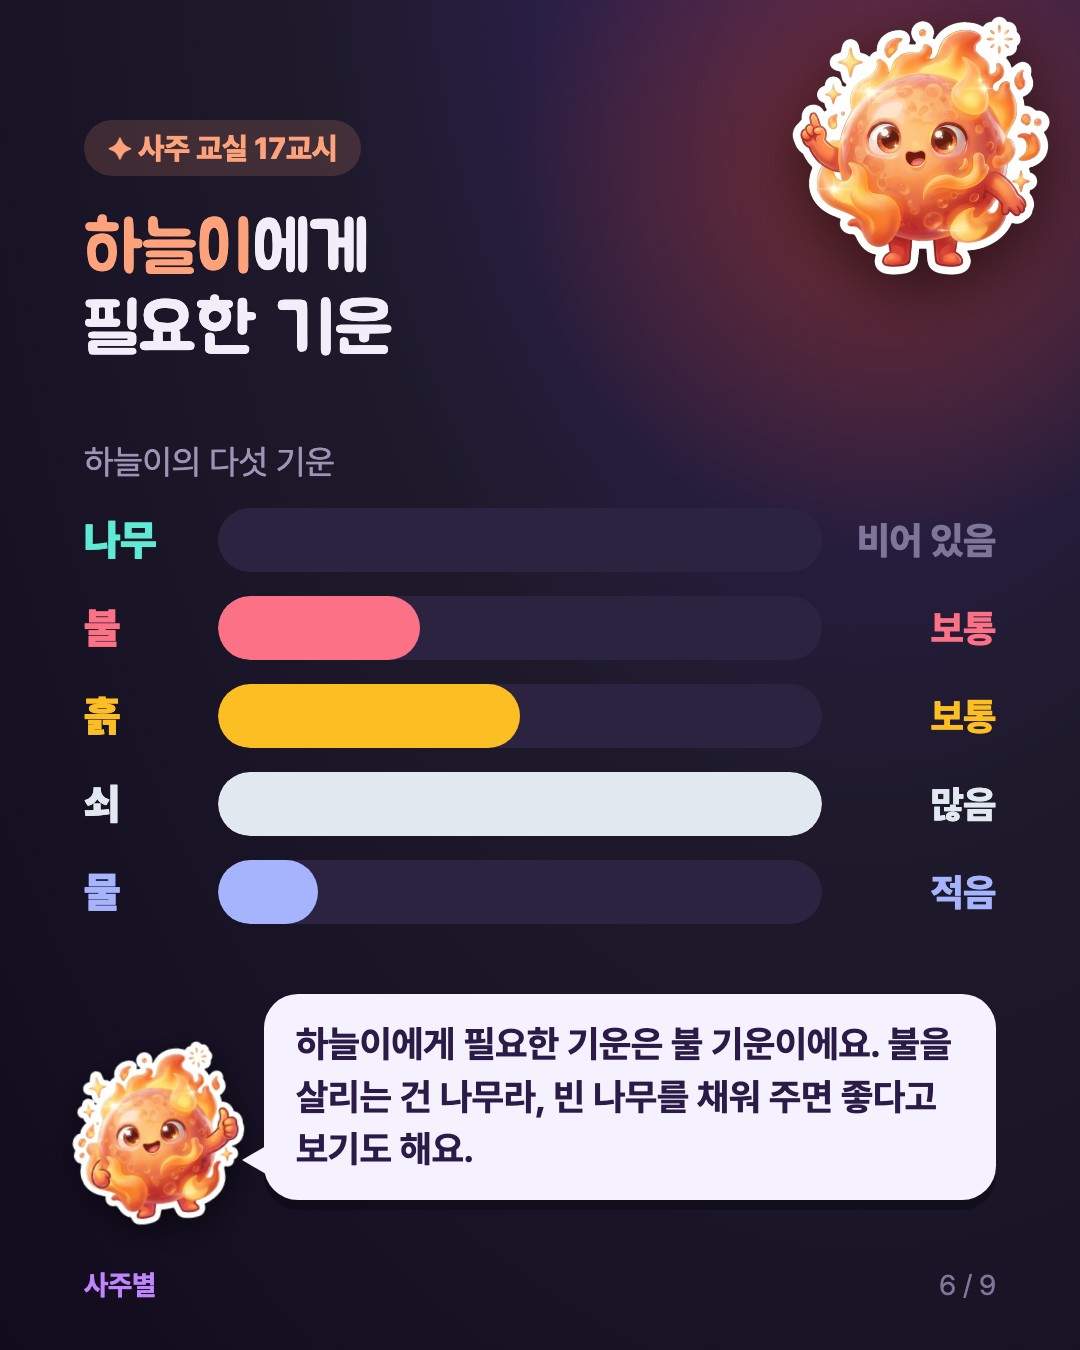 ✦ 사주 교실 17교시
하늘이에게
필요한 기운
하늘이의 다섯 기운
나무 비어 있음
불 보통
흙 보통
쇠 많음
물 적음
하늘이에게 필요한 기운은 불 기운이에요. 불을
살리는 건 나무라, 빈 나무를 채워 주면 좋다고
보기도 해요.
사주별 6 / 9